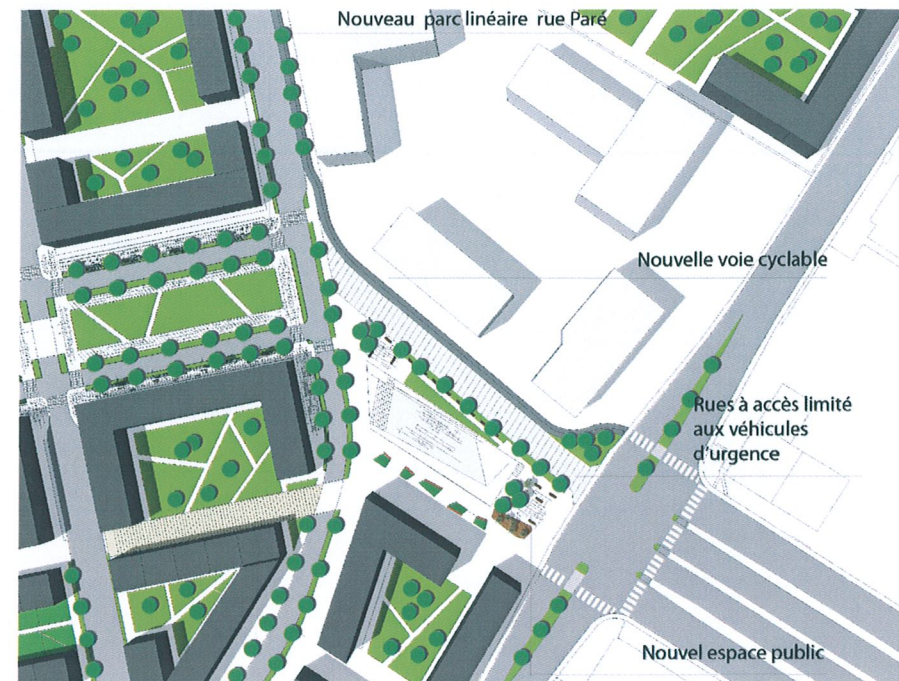 Nouveau parc linéaire rue Paré
Nouvelle voie cyclable
Rues à accès limité
aux véhicules
d'urgence
Nouvel espace public